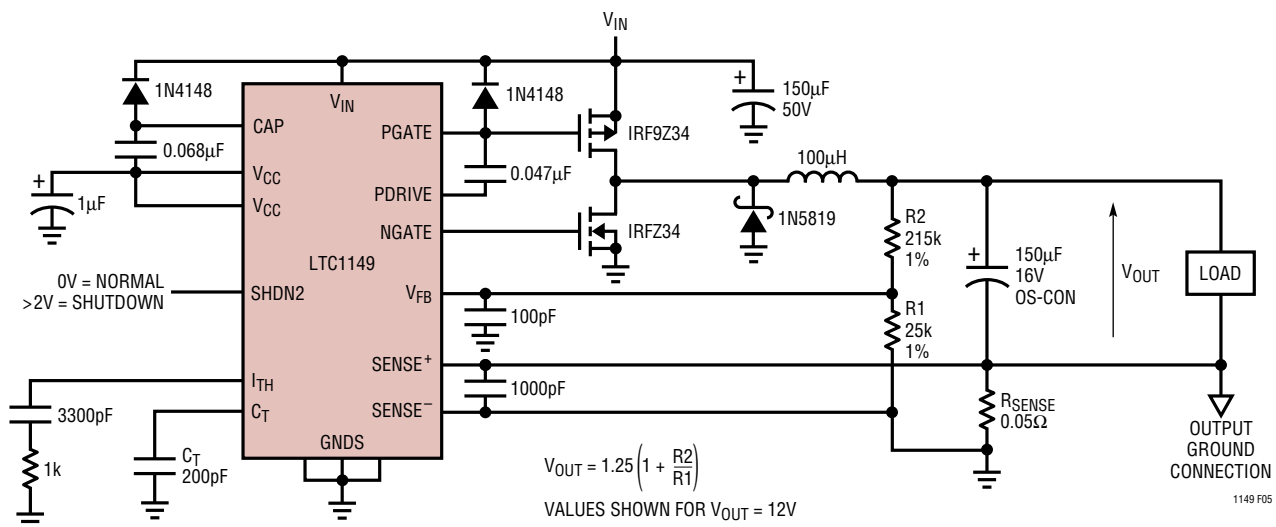 VIN
1N4148
VIN
1N4148
150µF
50V
CAP
PGATE
IRF9Z34
0.068µF
100µH
VCC
0.047µF
+
1µF
VCC
PDRIVE
1N5819
R2
215k
1%
+
150µF
16V
OS-CON
VOUT
LOAD
NGATE
IRFZ34
LTC1149
0V = NORMAL
>2V = SHUTDOWN
SHDN2
VFB
100pF
R1
25k
1%
SENSE+
1000pF
ITH
3300pF
CT
SENSE−
RSENSE
0.05Ω
OUTPUT
GROUND
CONNECTION
GNDS
1k
CT
200pF
VOUT = 1.25 (1 + R2/R1)
VALUES SHOWN FOR VOUT = 12V
1149 F05
+